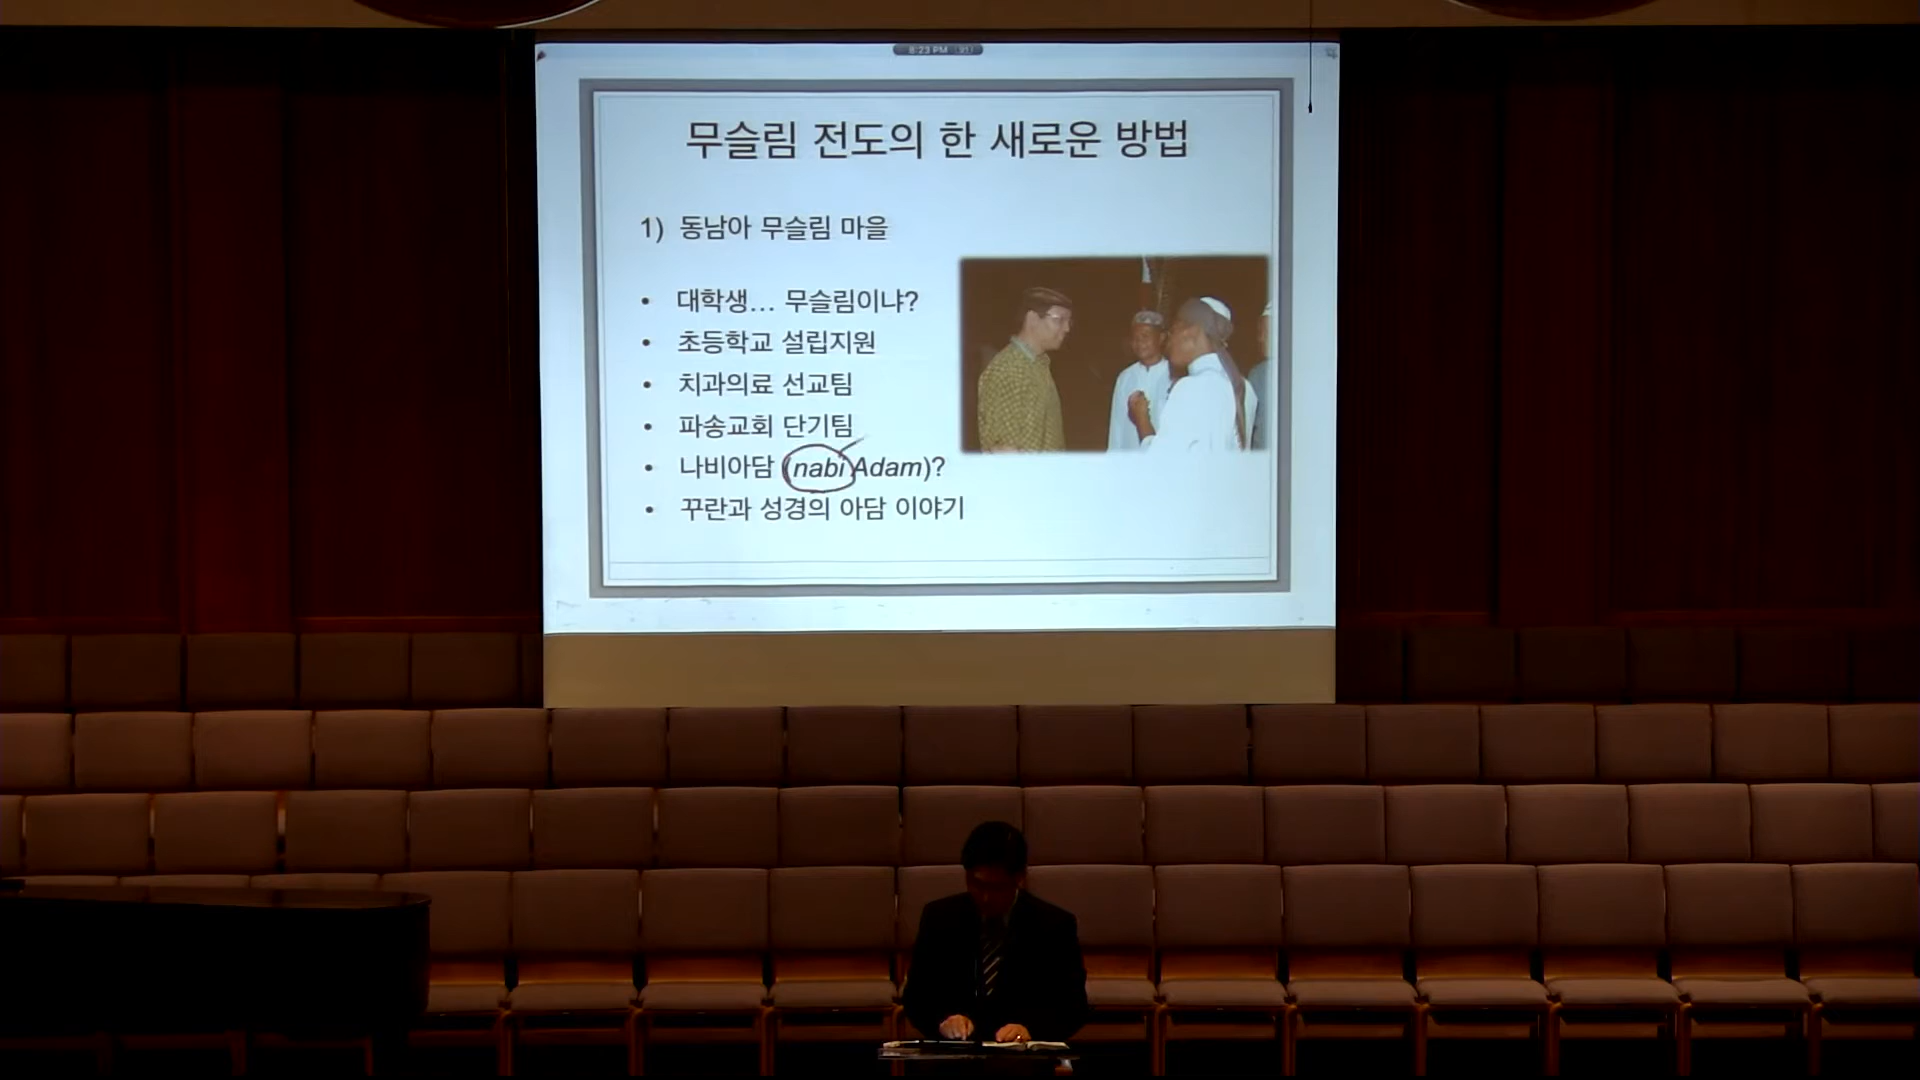 8:23 PM
무슬림 전도의 한 새로운 방법
1) 동남아 무슬림 마을
• 대학생... 무슬림이냐?
• 초등학교 설립지원
• 치과의료 선교팀
• 파송교회 단기팀
• 나비아담 (nabi Adam)?
• 꾸란과 성경의 아담 이야기